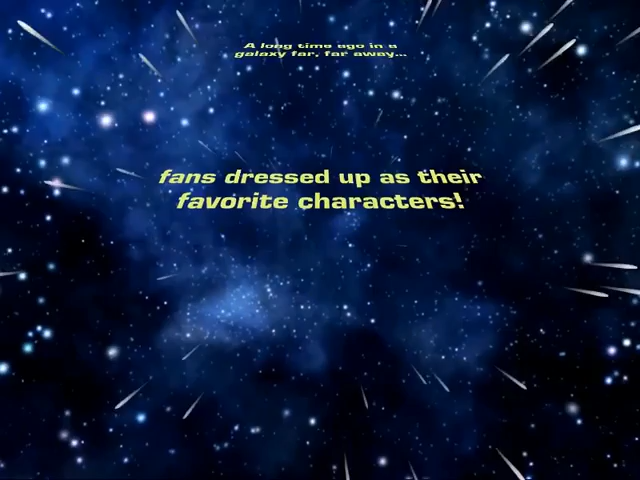 A long time ago in a
galaxy far, far away...
fans dressed up as their
favorite characters!